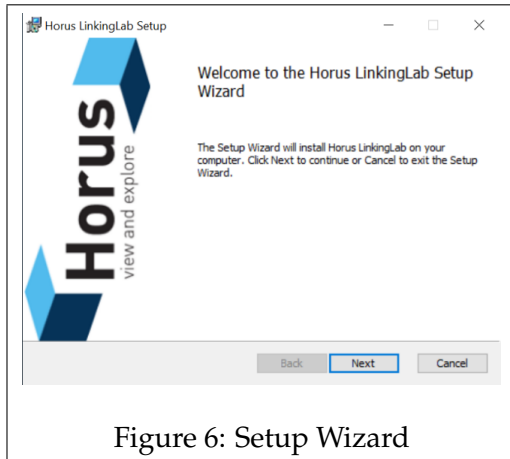 Horus LinkingLab Setup
Welcome to the Horus LinkingLab Setup
Wizard
Horus
view and explore
The Setup Wizard will install Horus LinkingLab on your
computer. Click Next to continue or Cancel to exit the Setup
Wizard.
Back Next Cancel
Figure 6: Setup Wizard